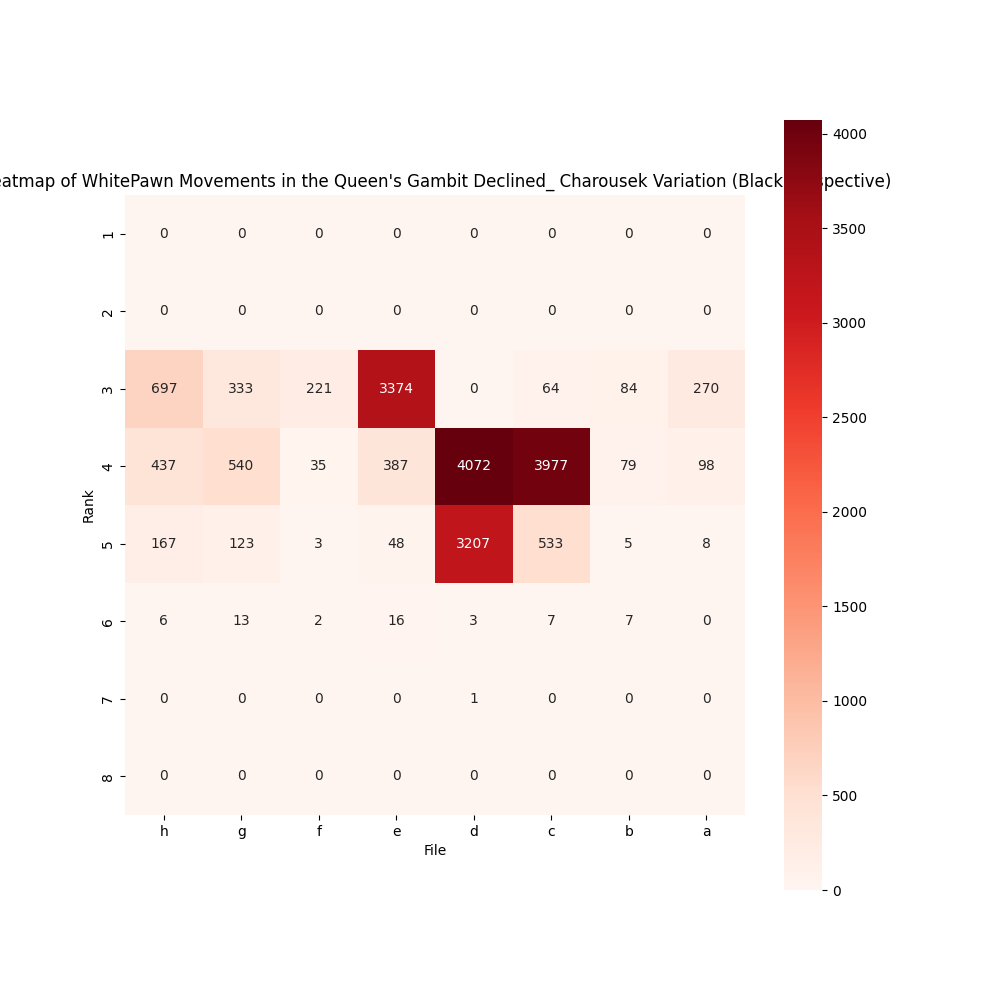 eatmap of WhitePawn Movements in the Queen's Gambit Declined_ Charousek Variation (Black spective)
1 0 0 0 0 0 0 0 0
2 0 0 0 0 0 0 0 0
3 697 333 221 3374 0 64 84 270
4 437 540 35 387 4072 3977 79 98
5 167 123 3 48 3207 533 5 8
6 6 13 2 16 3 7 7 0
7 0 0 0 0 1 0 0 0
8 0 0 0 0 0 0 0 0
Rank
h g f e d c b a
File
4000
3500
3000
2500
2000
1500
1000
500
0